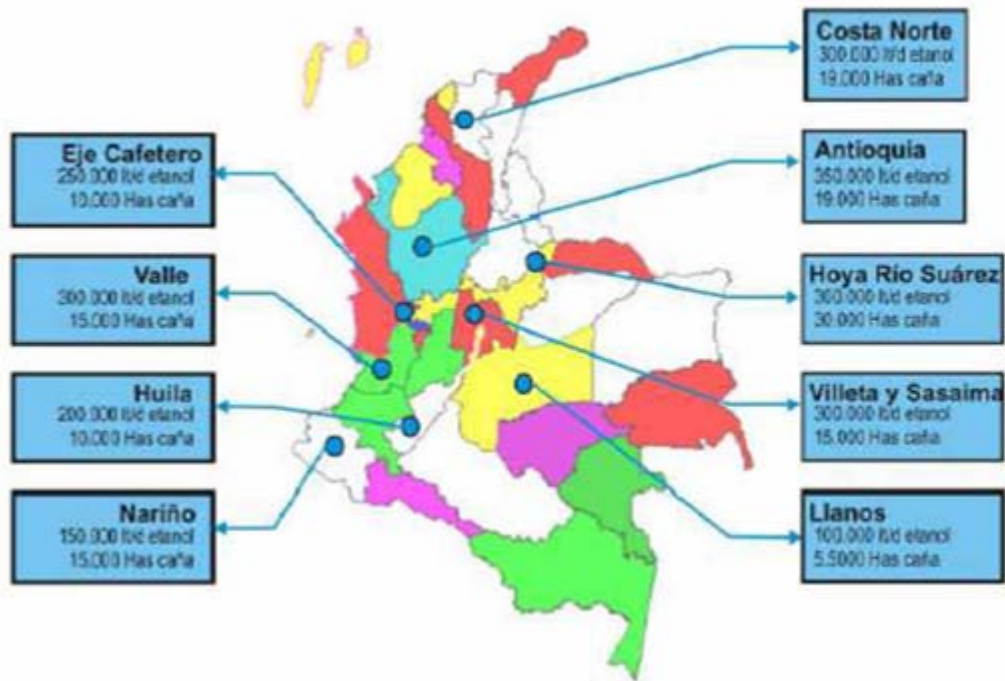 Costa Norte
300.000 lt/d etanol
19.000 Has caña
Eje Cafetero
250.000 lt/d etanol
10.000 Has caña
Antioquia
350.000 lt/d etanol
19.000 Has caña
Valle
300.000 lt/d etanol
15.000 Has caña
Hoya Río Suárez
lt/d etanol
30.000 Has caña
Huila
200.000 lt/d etanol
10.000 Has caña
Villeta y Sasaima
300.000 lt/d etanol
15.000 Has caña
Nariño
150.000 lt/d etanol
15.000 Has caña
Llanos
100.000 lt/d etanol
5.5000 Has caña